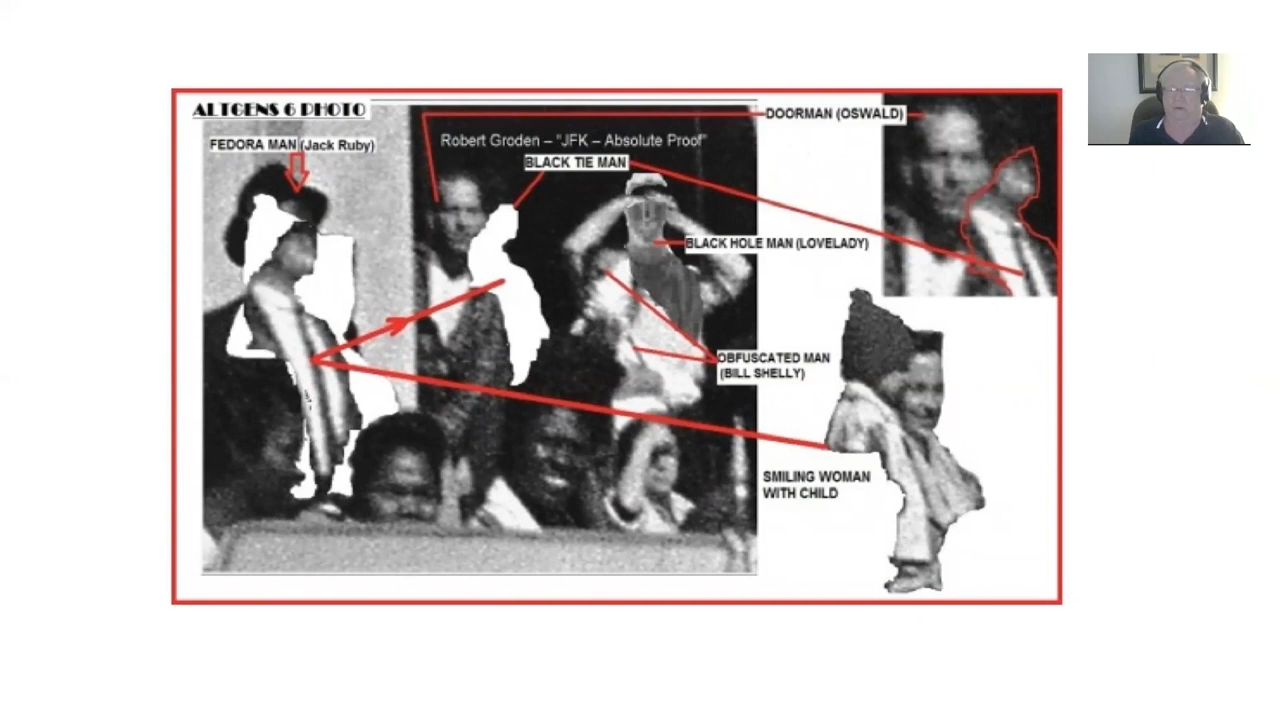 ALTGENS 6 PHOTO
FEDORA MAN (Jack Ruby)
Robert Groden – "JFK – Absolute Proof"
BLACK TIE MAN
DOORMAN (OSWALD)
BLACK HOLE MAN (LOVELADY)
OBFUSCATED MAN
(BILL SHELLY)
SMILING WOMAN
WITH CHILD